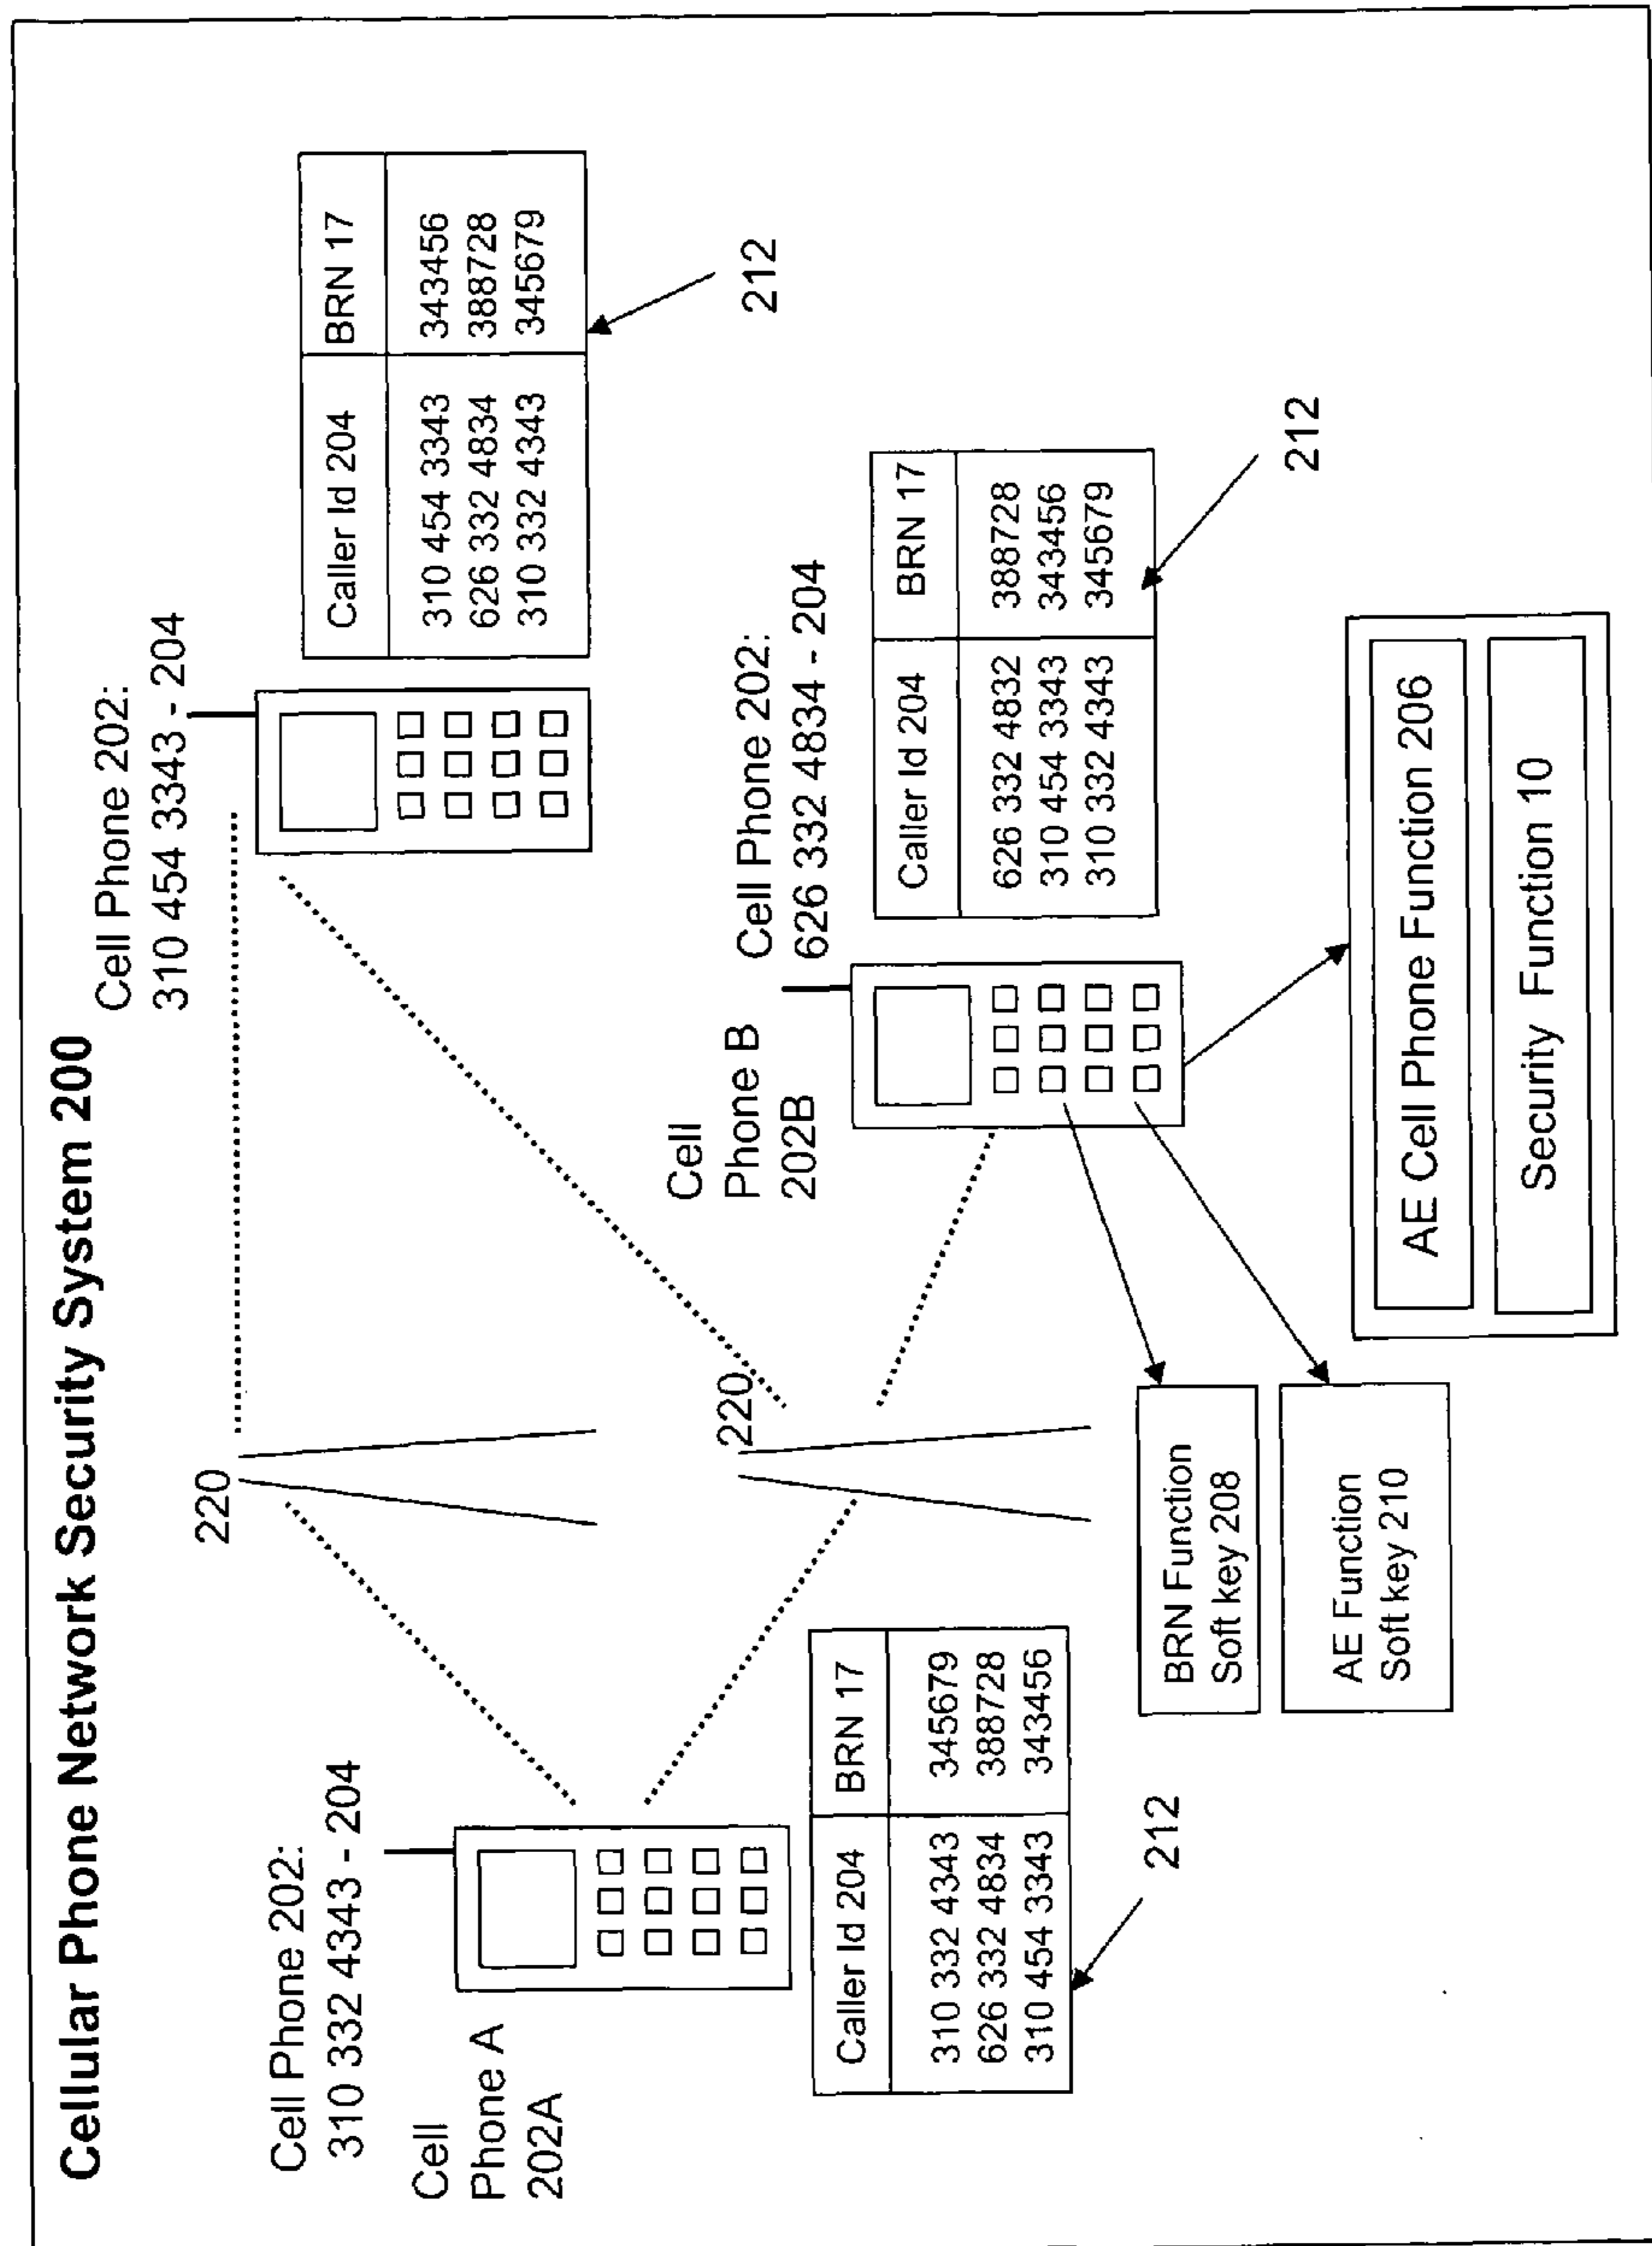 Cellular Phone Network Security System 200
Cell Phone 202:
310 332 4343 - 204
Cell
Phone A
202A
Caller Id 204 BRN 17
310 332 4343 345679
626 332 4834 388728
310 454 3343 343456
212
220
220
Cell Phone 202:
310 454 3343 - 204
Caller Id 204 BRN 17
310 454 3343 343456
626 332 4834 388728
310 332 4343 345679
212
Cell
Phone B
202B
Cell Phone 202:
626 332 4834 - 204
Caller Id 204 BRN 17
626 332 4832 388728
310 454 3343 343456
310 332 4343 345679
212
BRN Function
Soft key 208
AE Function
Soft key 210
AE Cell Phone Function 206
Security Function 10